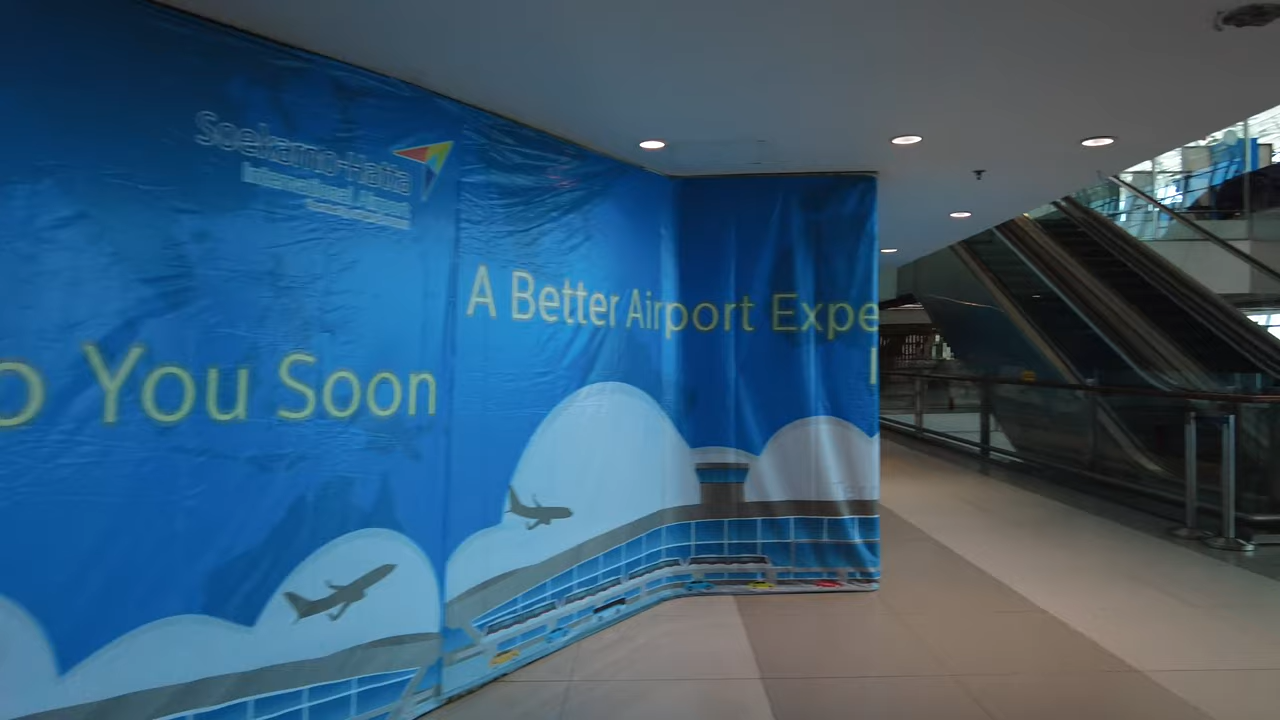 Soekarno-Hatta
International Airport
o You Soon
A Better Airport Expe